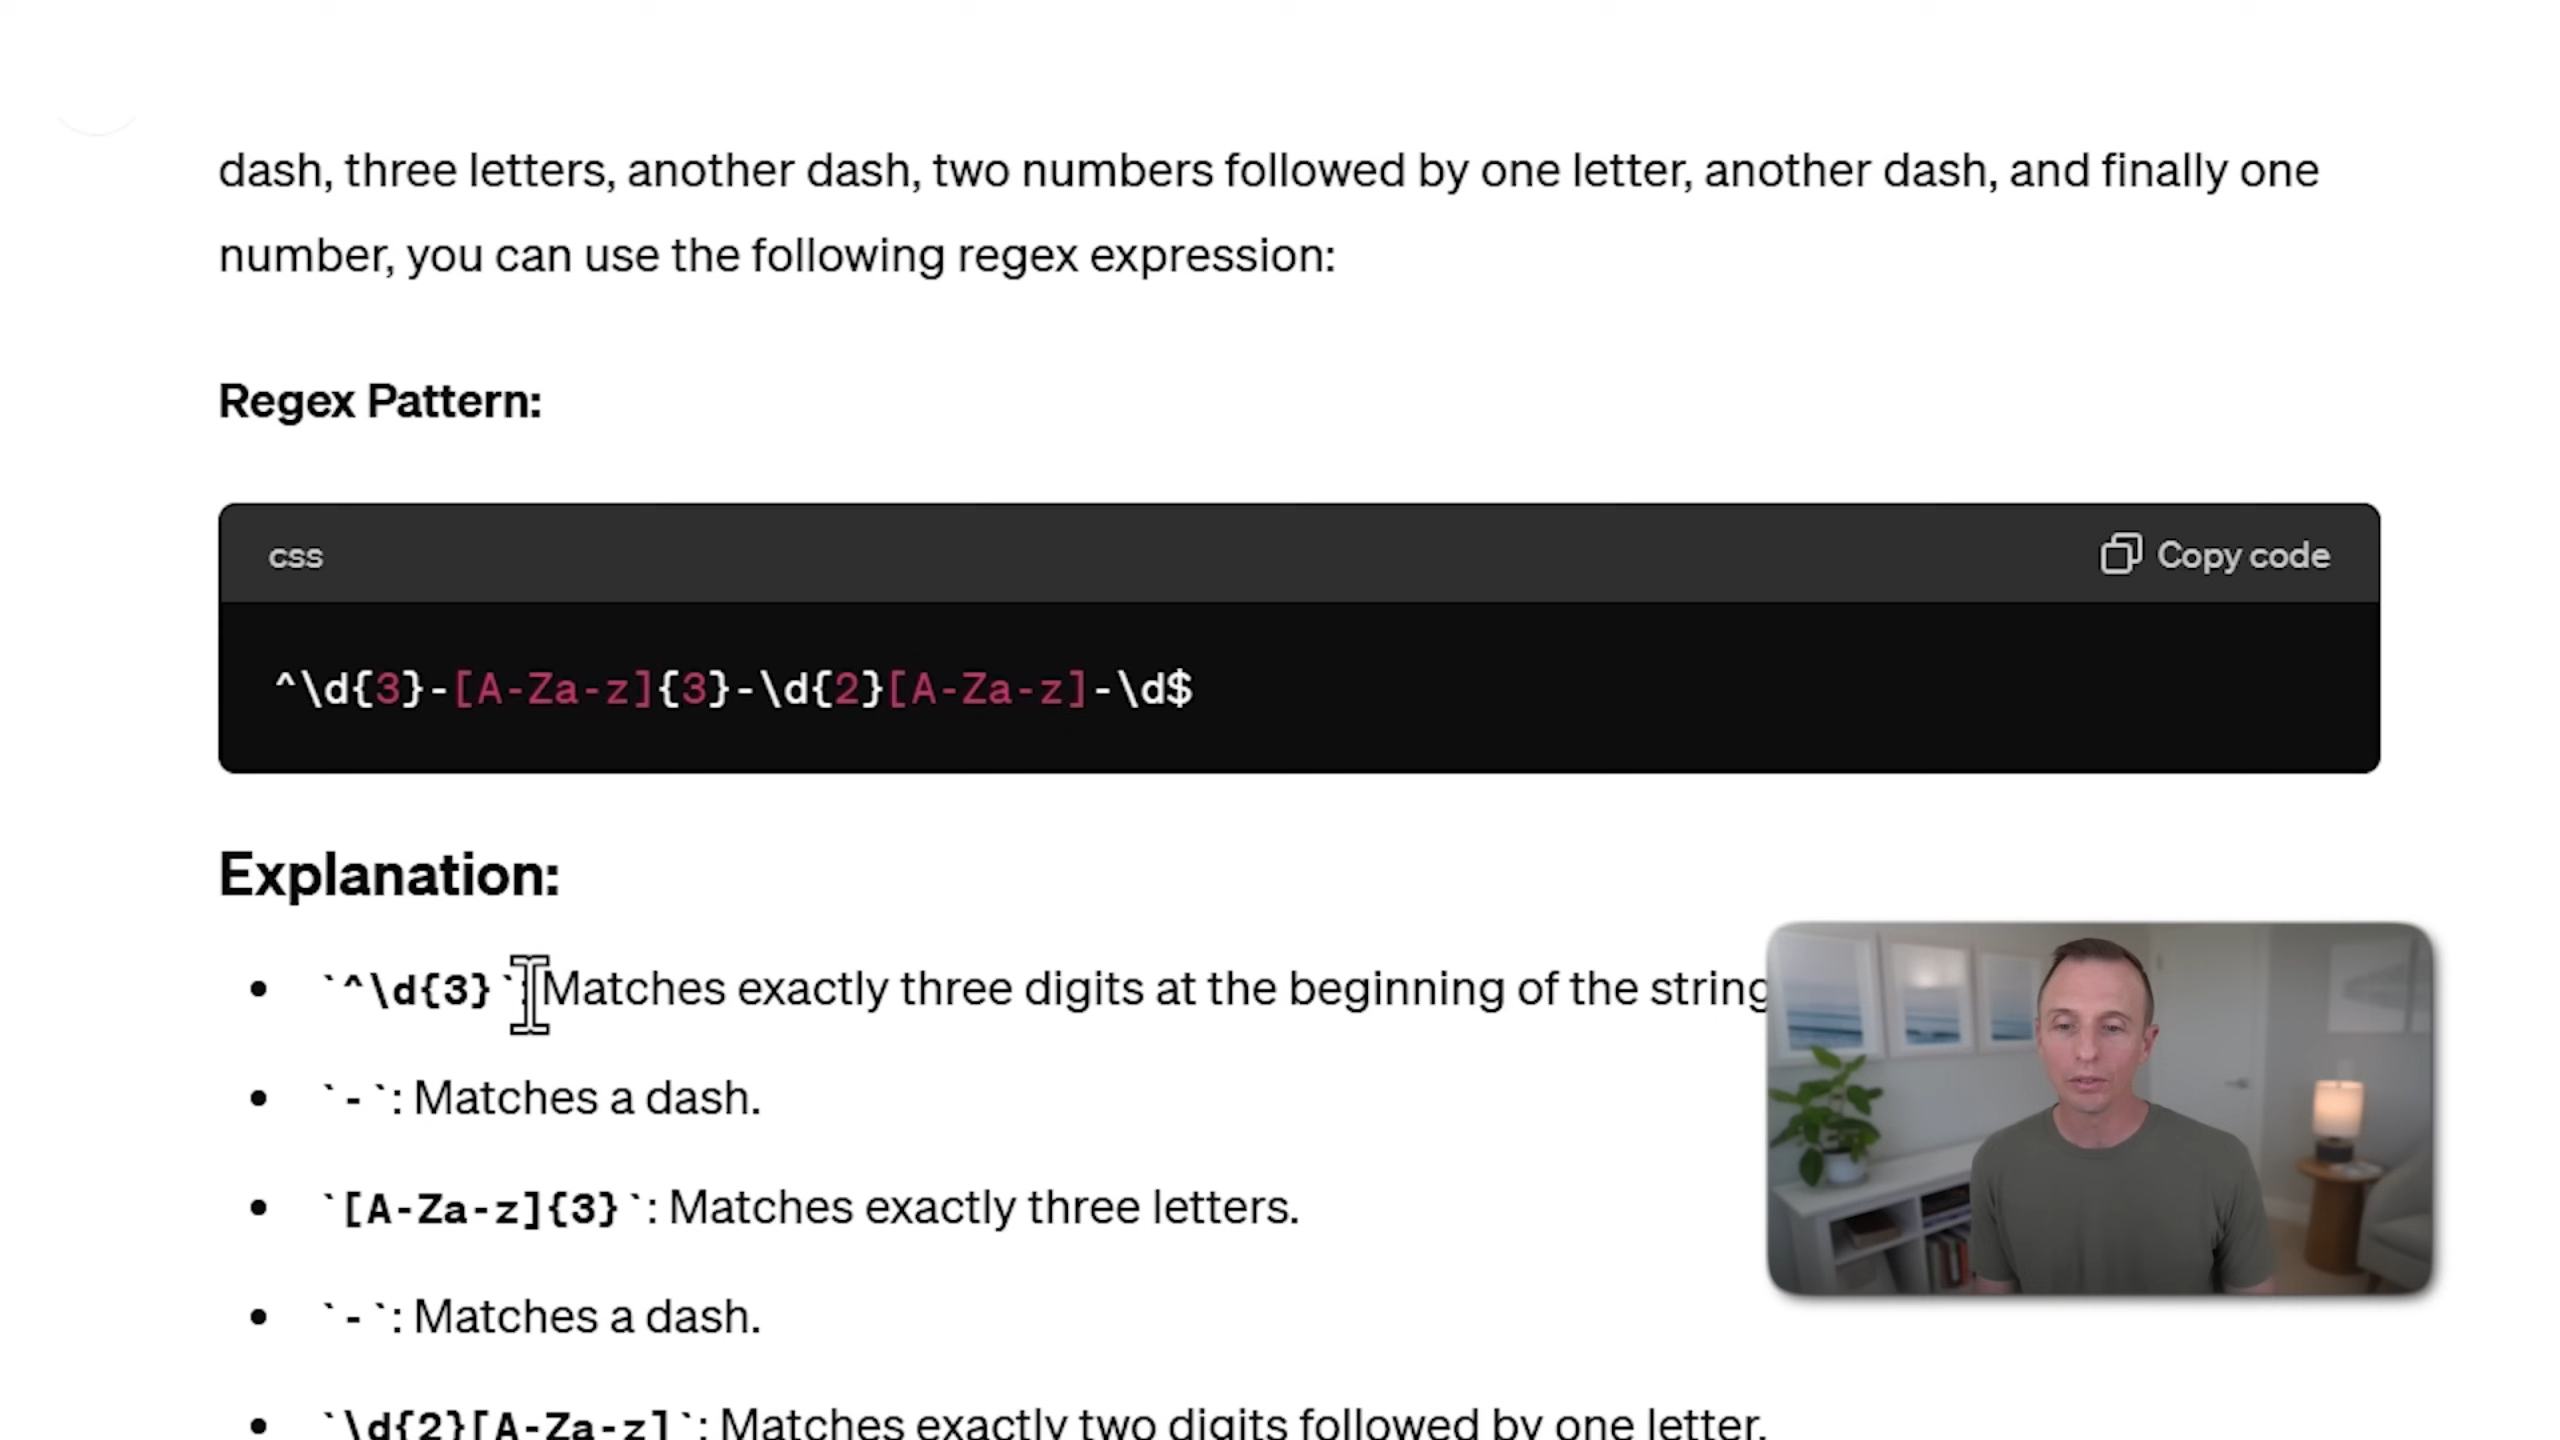 dash, three letters, another dash, two numbers followed by one letter, another dash, and finally one
number, you can use the following regex expression:
Regex Pattern:
css
Copy code
^\d{3}-[A-Za-z]{3}-\d{2}[A-Za-z]-\d$
Explanation:
• `^\d{3}`: Matches exactly three digits at the beginning of the string
• `-`: Matches a dash.
• `[A-Za-z]{3}`: Matches exactly three letters.
• `-`: Matches a dash.
• `\d{2}[A-Za-z]`: Matches exactly two digits followed by one letter.